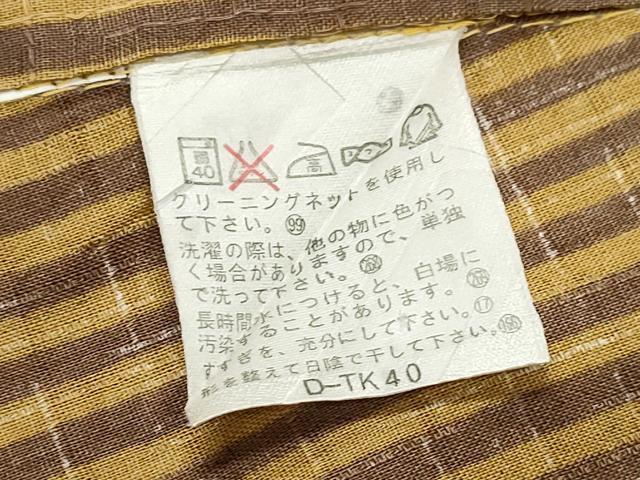 弱
40
高
クリーニングネットを使用し
て下さい。 99
洗濯の際は、他の物に色がつ
く場合がありますので、単独
で洗って下さい。
長時間水につけると、白場に
汚染することがあります。
すすぎを、充分にして下さい。 17
形を整えて日陰で干して下さい。
D-TK40